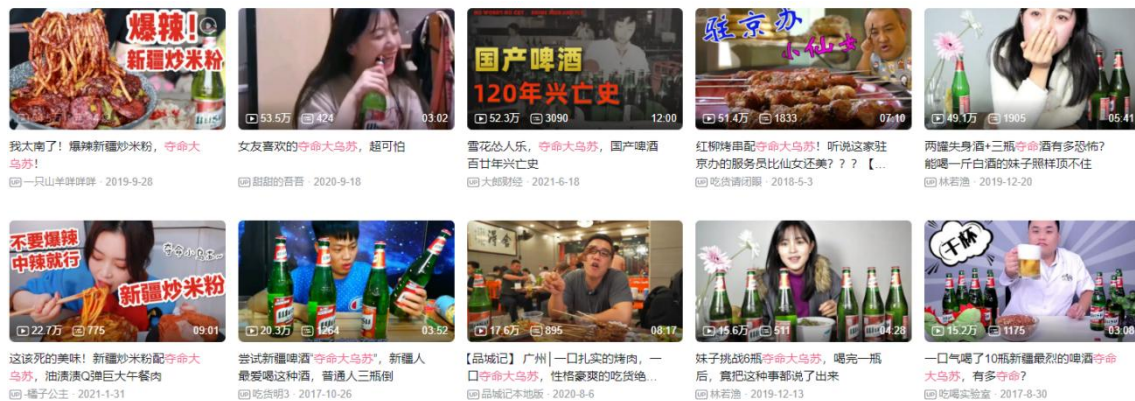 爆辣!
新疆炒米粉
国产啤酒
120年兴亡史
驻京办
小仙女
53.5万 424 03:02
52.3万 3090 12:00
51.4万 1833 07:10
49.1万 1905 05:41
我太南了!爆辣新疆炒米粉,夺命大
乌苏!
UP 一只山羊咩咩咩 · 2019-9-28
女友喜欢的夺命大乌苏,超可怕
UP 甜甜的吾吾 · 2020-9-18
雪花怂人乐,夺命大乌苏,国产啤酒
百廿年兴亡史
UP 大郎财经 · 2021-6-18
红柳烤串配夺命大乌苏!听说这家驻
京办的服务员比仙女还美???【...
UP 吃货请闭眼 · 2018-5-3
两罐失身酒+三瓶夺命酒有多恐怖?
能喝一斤白酒的妹子照样顶不住
UP 林若渔 · 2019-12-20
不要爆辣
中辣就行
新疆炒米粉
干杯
22.7万 775 09:01
20.3万 1264 03:52
17.6万 895 08:17
15.6万 511 04:28
15.2万 1175 03:08
这该死的美味!新疆炒米粉配夺命大
乌苏,油渍渍Q弹巨大午餐肉
UP -橘子公主 · 2021-1-31
尝试新疆啤酒“夺命大乌苏”,新疆人
最爱喝这种酒,普通人三瓶倒
UP 吃货明3 · 2017-10-26
【品城记】广州|一口扎实的烤肉,一
口夺命大乌苏,性格豪爽的吃货绝...
UP 品城记本地版 · 2020-8-6
妹子挑战6瓶夺命大乌苏,喝完一瓶
后,竟把这种事都说了出来
UP 林若渔 · 2019-12-13
一口气喝了10瓶新疆最烈的啤酒夺命
大乌苏,有多夺命?
UP 吃喝实验室 · 2017-8-30